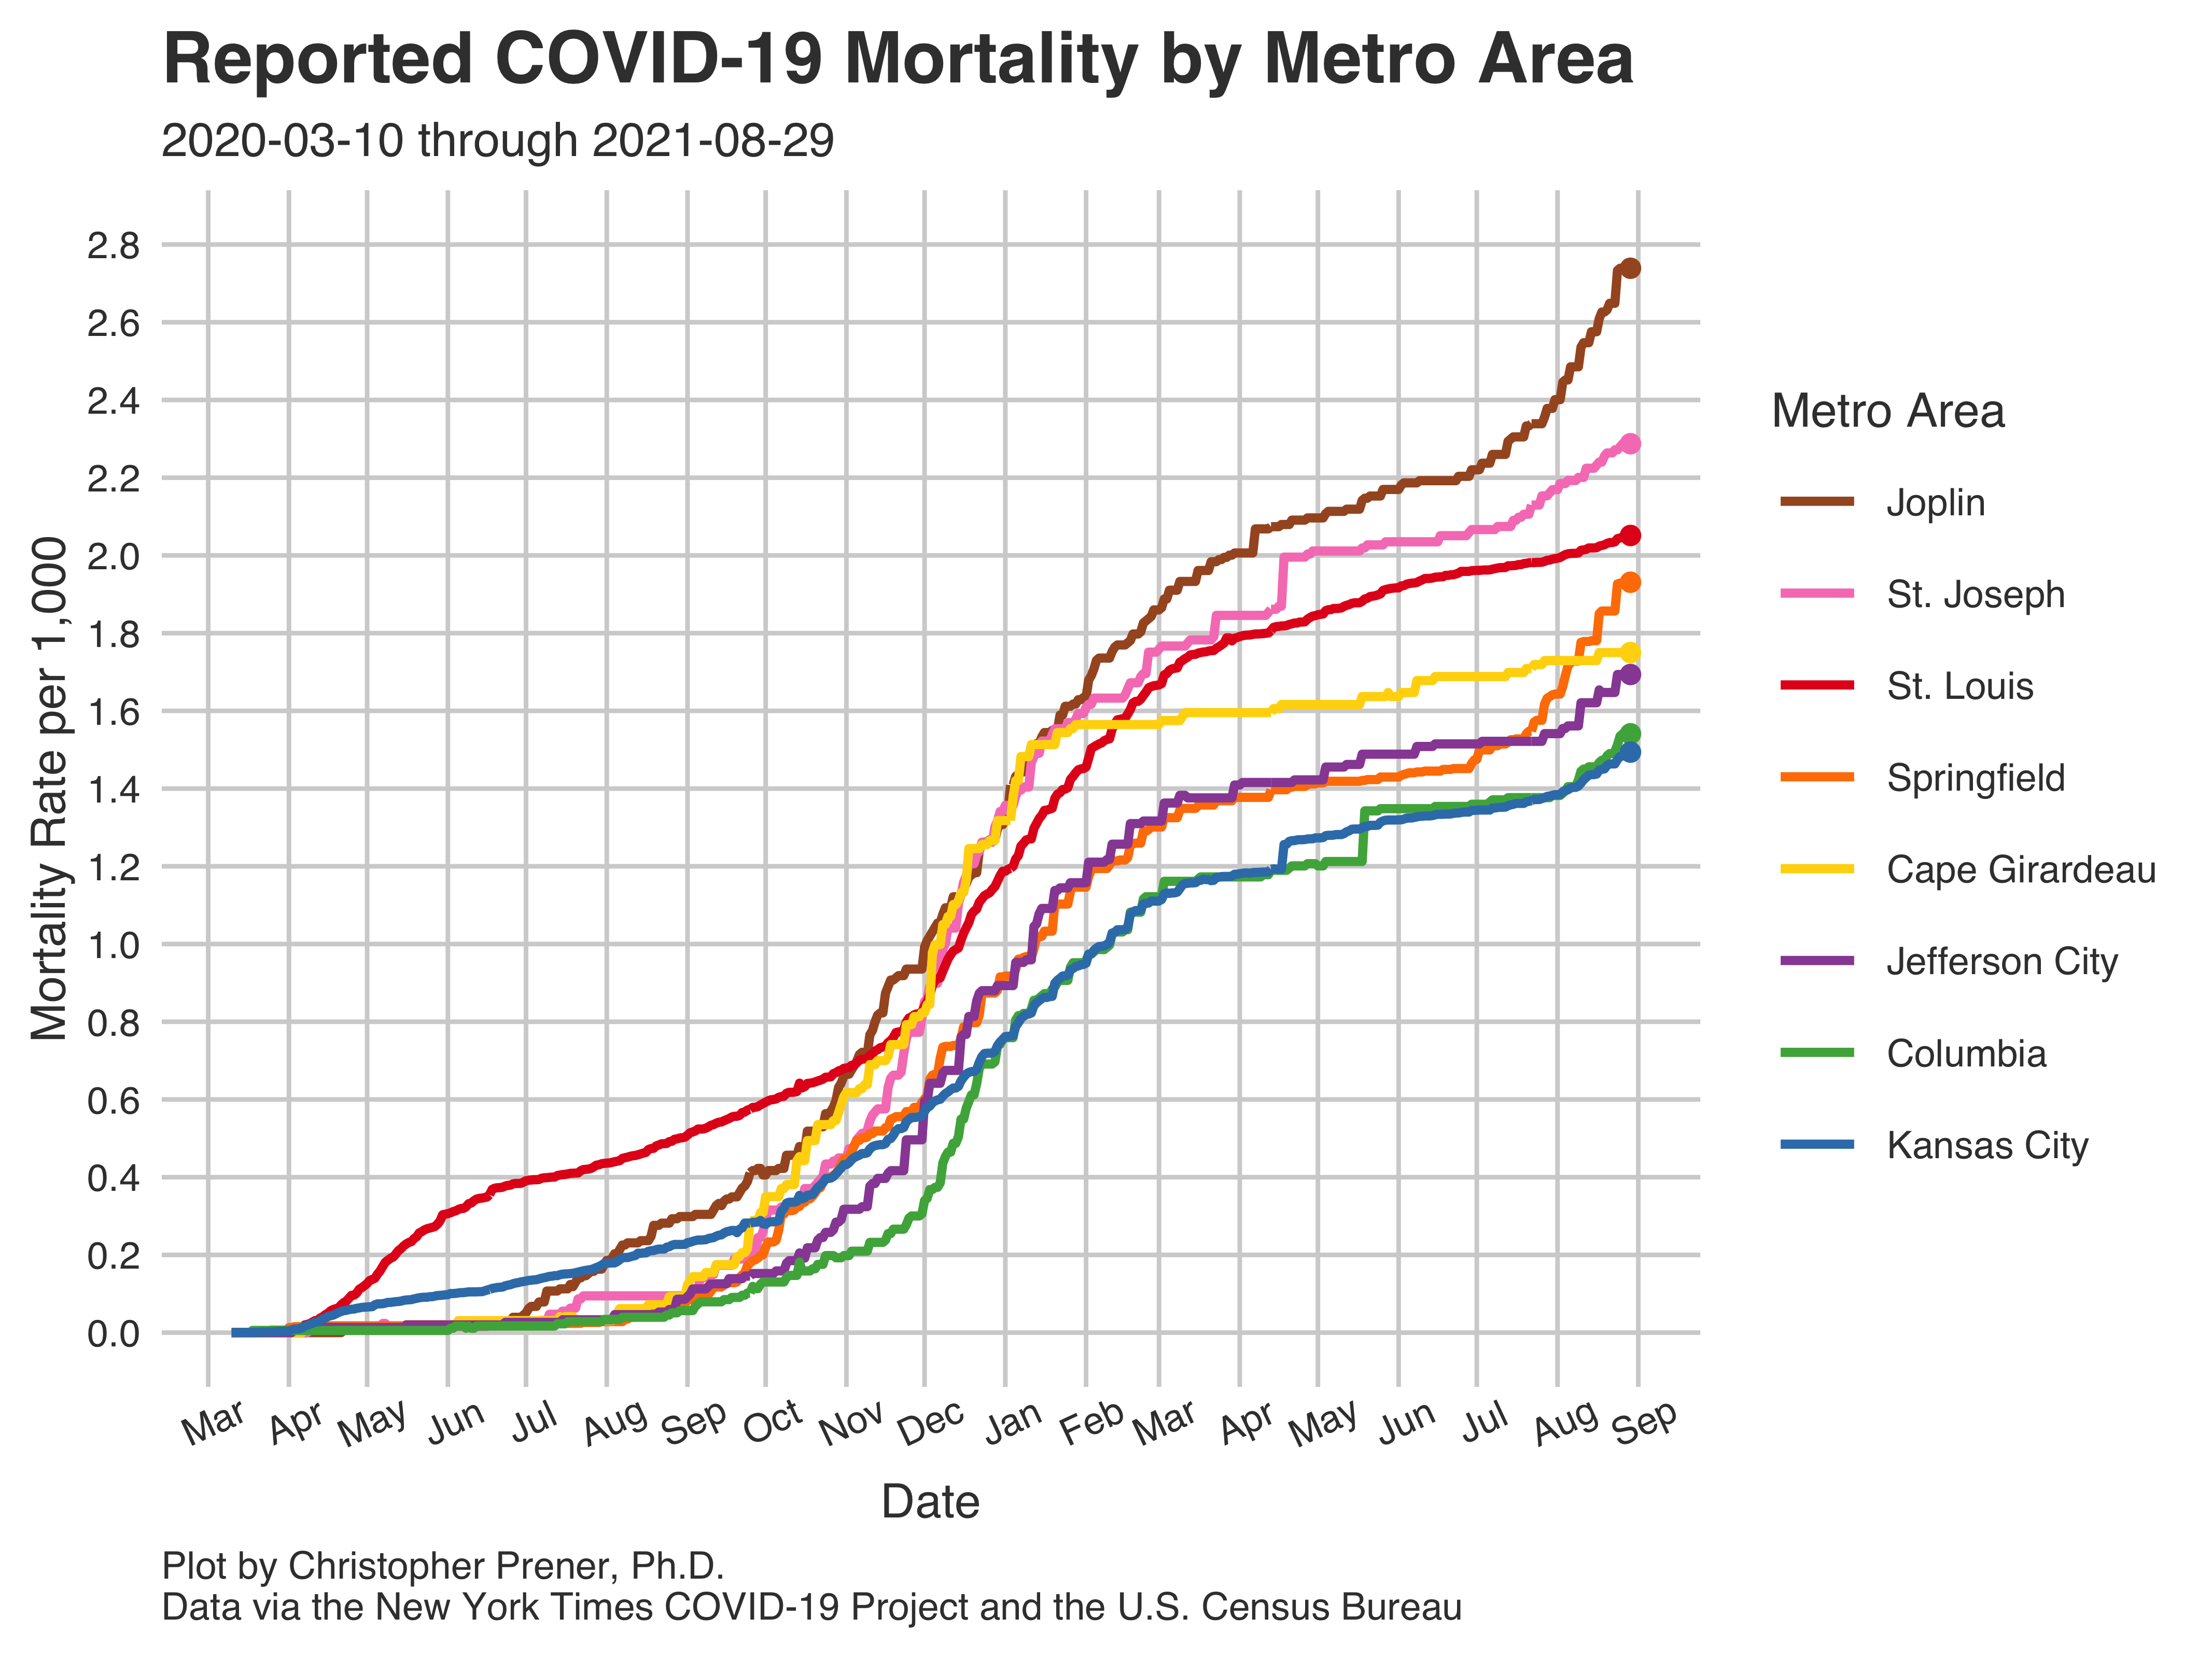 Reported COVID-19 Mortality by Metro Area
2020-03-10 through 2021-08-29
Mortality Rate per 1,000
2.8
2.6
2.4
2.2
2.0
1.8
1.6
1.4
1.2
1.0
0.8
0.6
0.4
0.2
0.0
Mar Apr May Jun Jul Aug Sep Oct Nov Dec Jan Feb Mar Apr May Jun Jul Aug Sep
Date
Metro Area
Joplin
St. Joseph
St. Louis
Springfield
Cape Girardeau
Jefferson City
Columbia
Kansas City
Plot by Christopher Prener, Ph.D.
Data via the New York Times COVID-19 Project and the U.S. Census Bureau